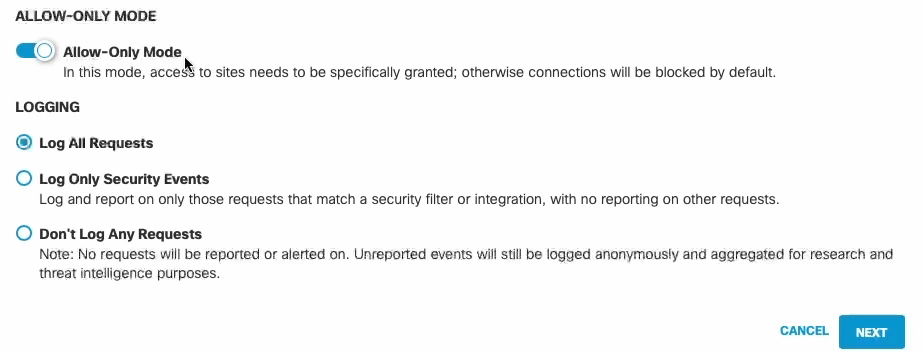 ALLOW-ONLY MODE
Allow-Only Mode
In this mode, access to sites needs to be specifically granted; otherwise connections will be blocked by default.
LOGGING
Log All Requests
Log Only Security Events
Log and report on only those requests that match a security filter or integration, with no reporting on other requests.
Don't Log Any Requests
Note: No requests will be reported or alerted on. Unreported events will still be logged anonymously and aggregated for research and
threat intelligence purposes.
CANCEL NEXT